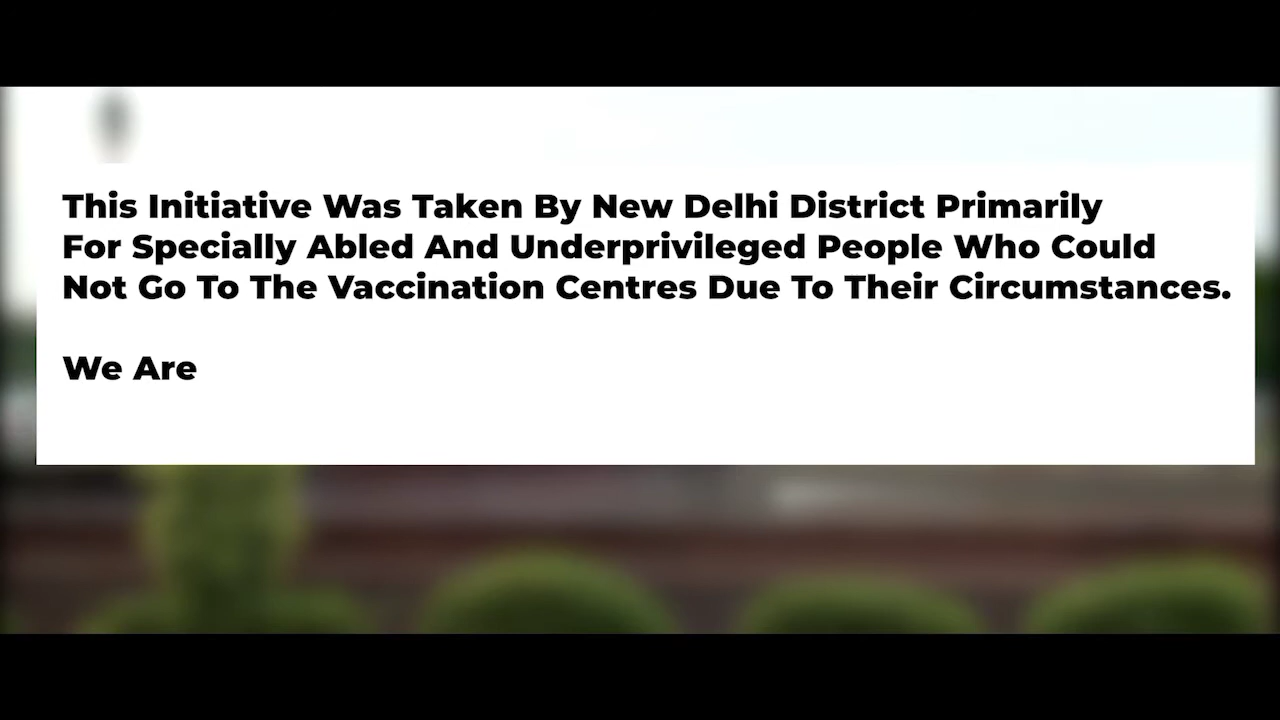 This Initiative Was Taken By New Delhi District Primarily
For Specially Abled And Underprivileged People Who Could
Not Go To The Vaccination Centres Due To Their Circumstances.
We Are